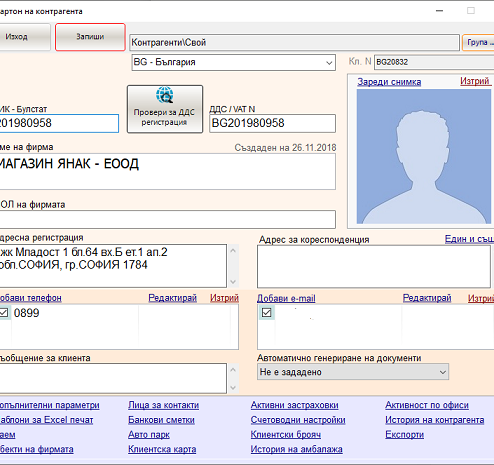 артон на контрагента
Изход
Запиши
Контрагенти\Свой
Група ...
BG - България
Кл. N
BG20832
Зареди снимка
Изтрий
ИК - Булстат
201980958
Провери за ДДС
регистрация
ДДС / VAT N
BG201980958
ме на фирма
Създаден на 26.11.2018
МАГАЗИН ЯНАК - ЕООД
ОЛ на фирмата
дресна регистрация
жк Младост 1 бл.64 вх.Б ет.1 ап.2
обл.СОФИЯ, гр.СОФИЯ 1784
Адрес за кореспонденция
Един и същ
обави телефон
Редактирай
Изтрий
0899
Добави e-mail
Редактирай
Изтрий
ъобщение за клиента
Автоматично генериране на документи
Не е зададено
опълнителни параметри
Лица за контакти
Активни застраховки
Активност по офиси
аблони за Excel печат
Банкови сметки
Счетоводни настройки
История на контрагента
аем
Авто парк
Клиентски брояч
Експорти
бекти на фирмата
Клиентска карта
История на амбалажа